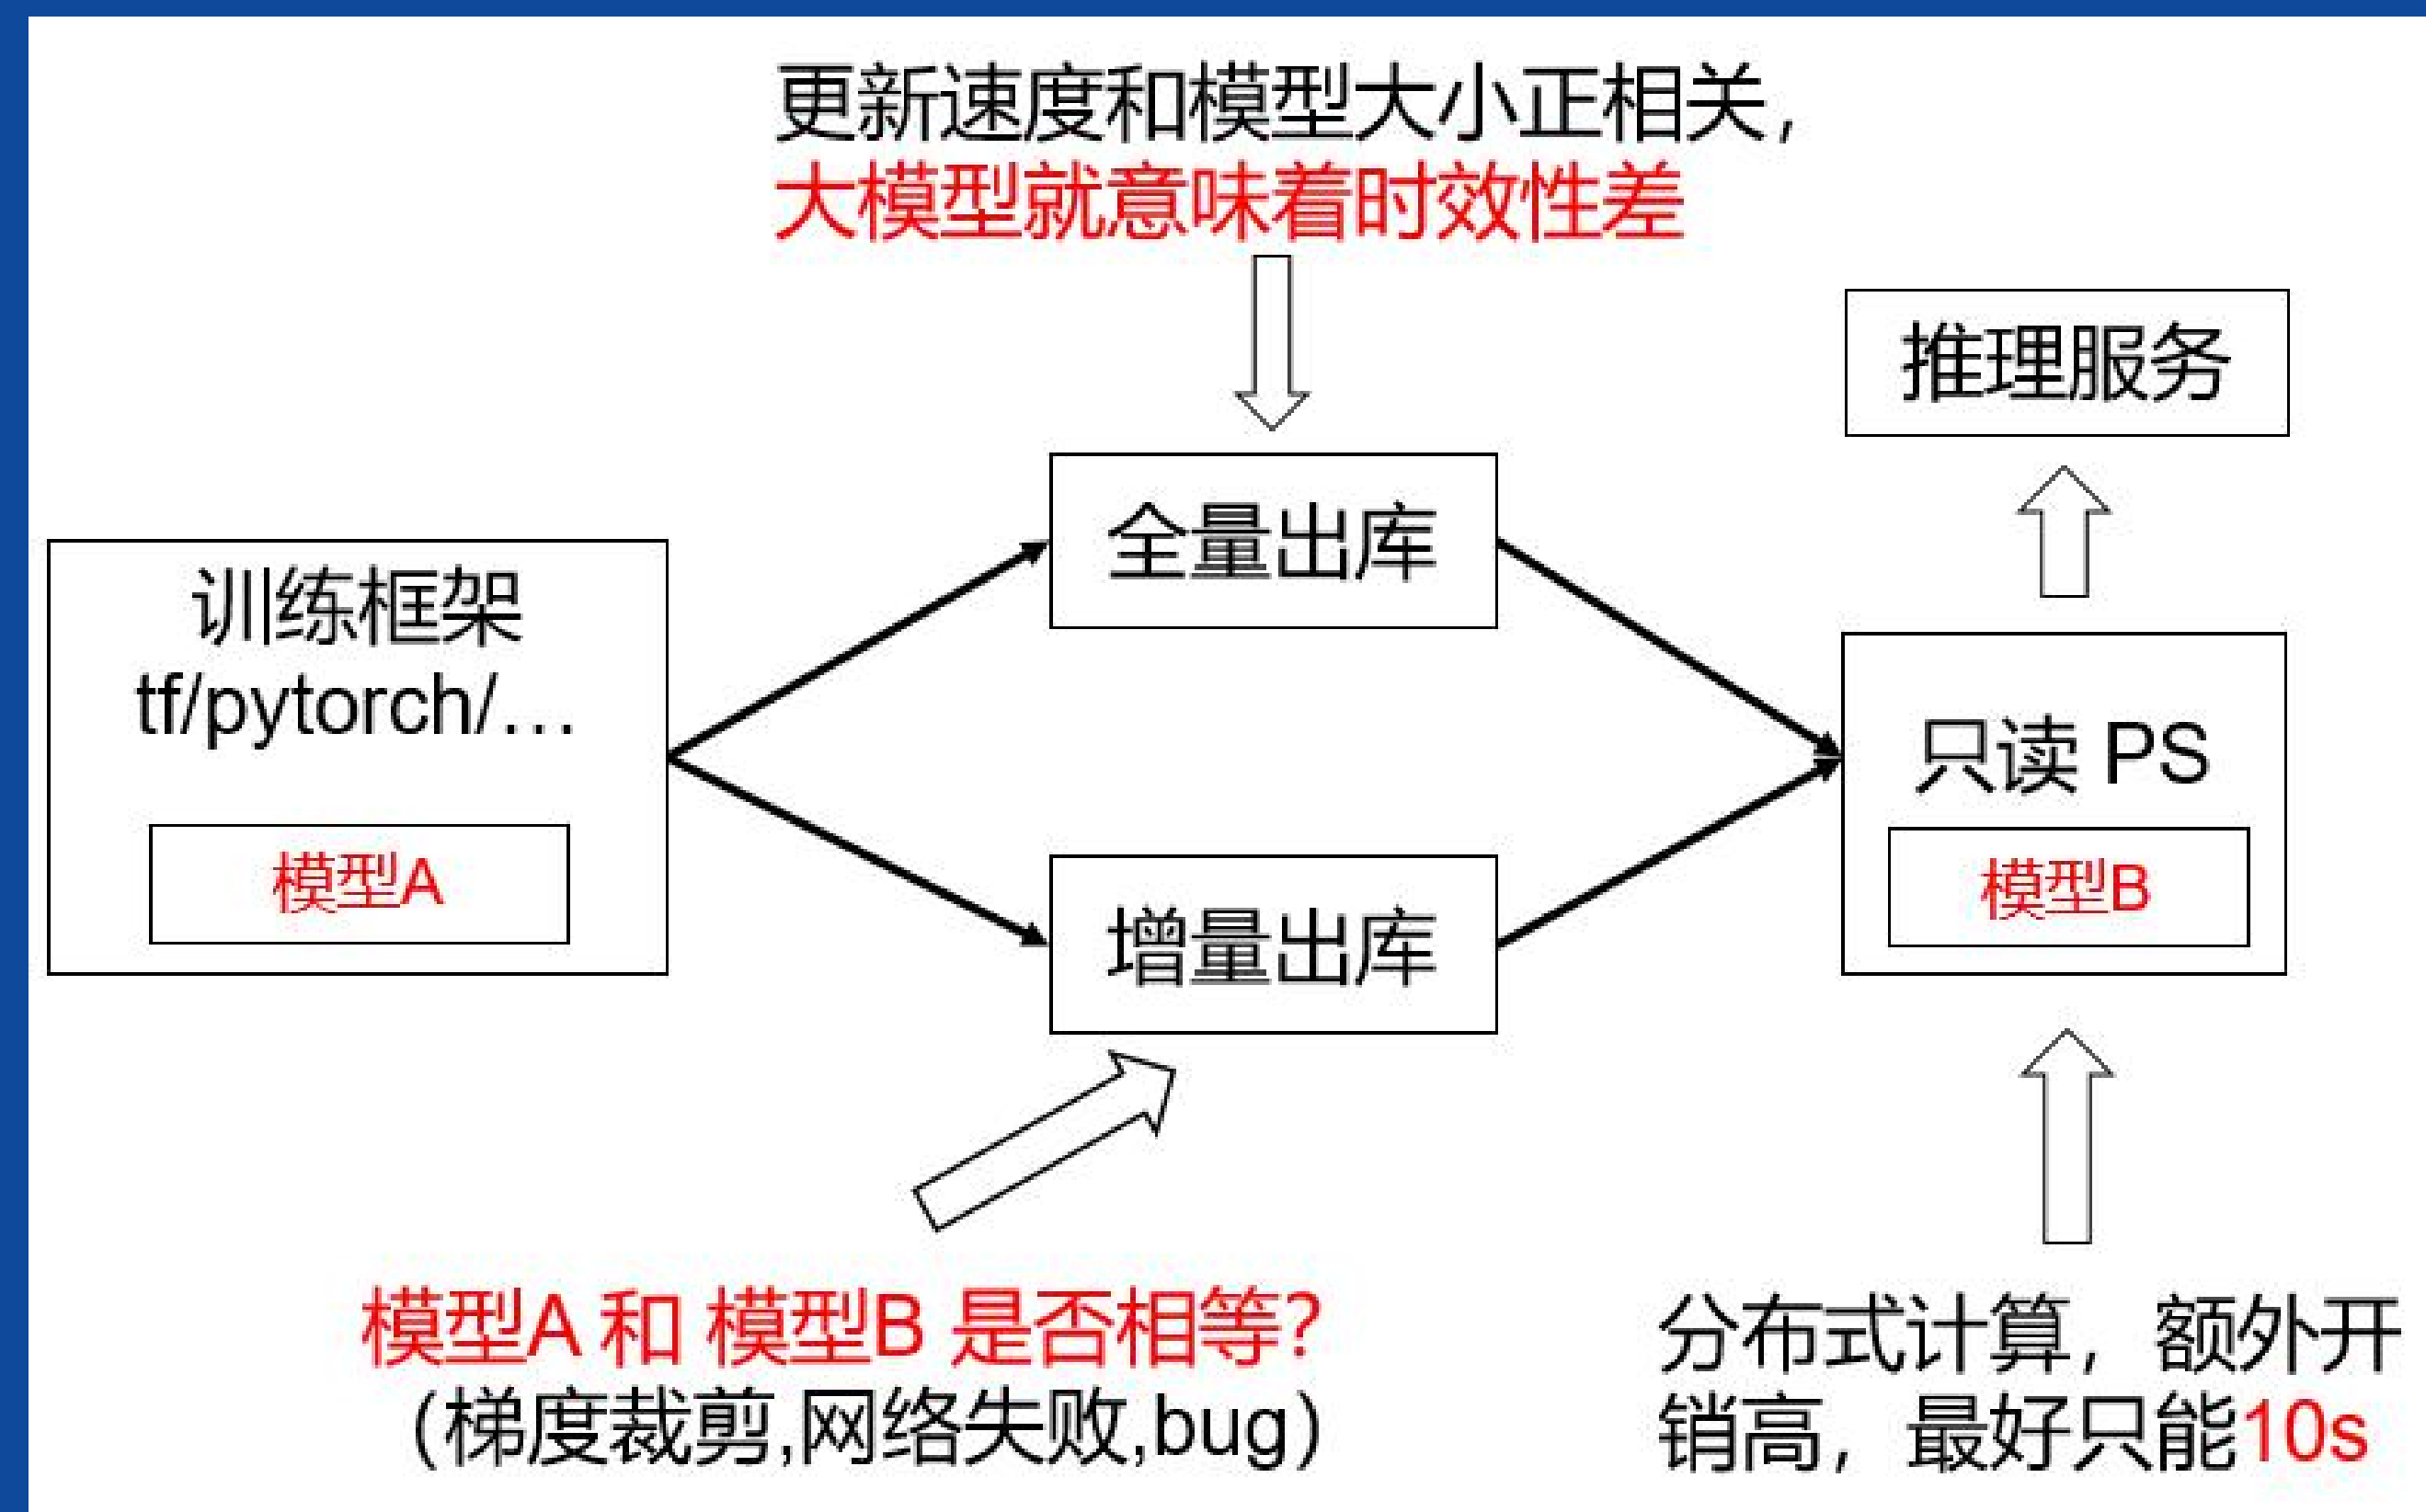 更新速度和模型大小正相关,
大模型就意味着时效性差
推理服务
全量出库
训练框架
tf/pytorch/…
模型A
只读 PS
模型B
增量出库
模型A 和 模型B 是否相等?
(梯度裁剪,网络失败,bug)
分布式计算，额外开
销高，最好只能10s